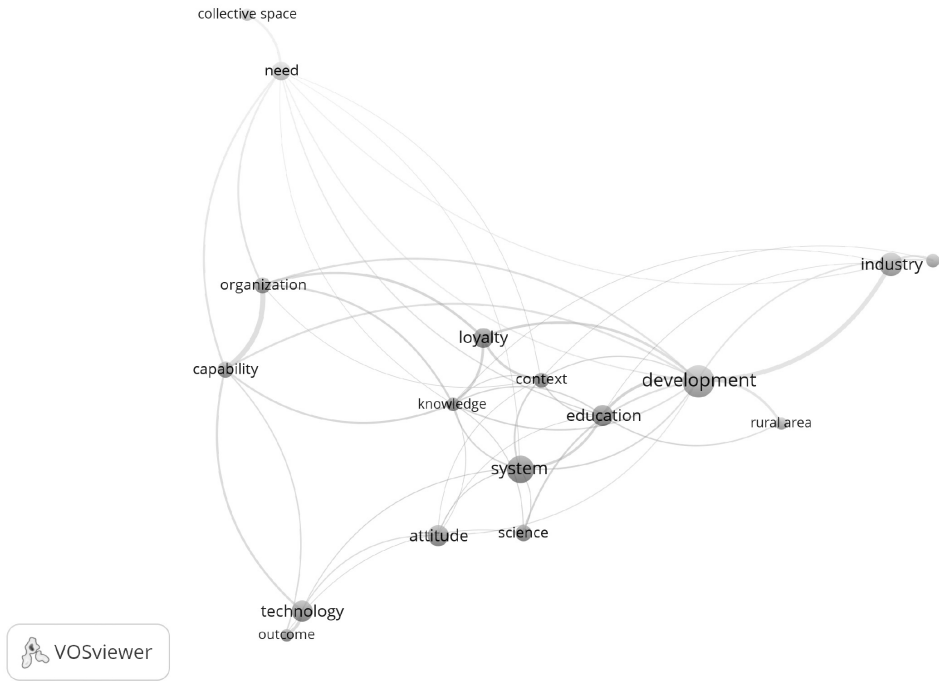 collective space
need
industry
organization
loyalty
capability
context
development
knowledge
education
rural area
system
science
attitude
technology
outcome
VOSviewer